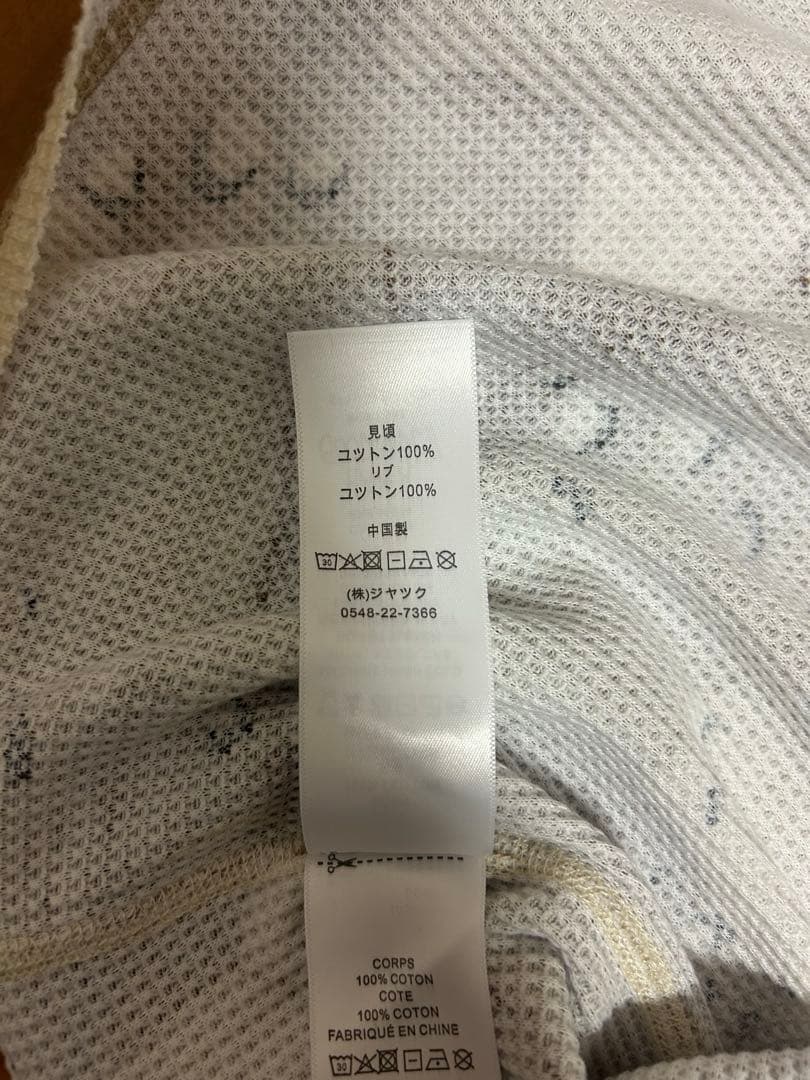 見頃
ユツトン100%
リブ
ユツトン100%
中国製
30
(株)ジヤツク
0548-22-7366
CORPS
100% COTON
COTE
100% COTON
FABRIQUÉ EN CHINE
30